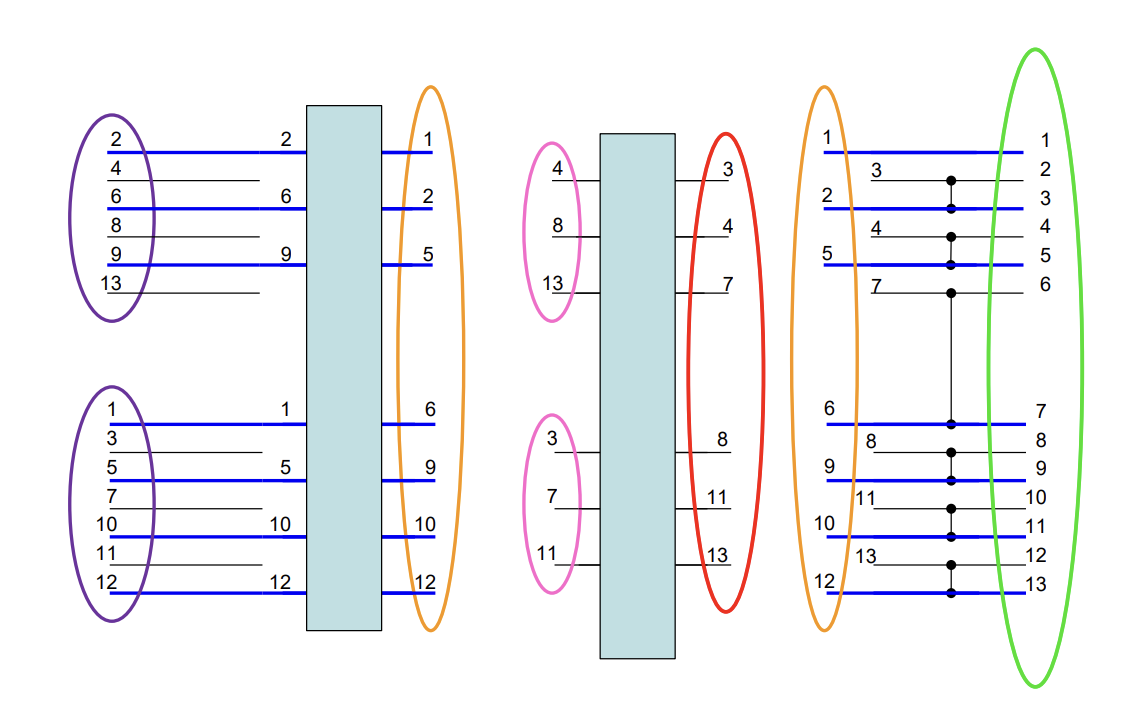 1
2 2 1 4 3 1 2
4 3
6 6 2 8 4 2 3
8 4 4
9 9 5 13 7 5 5
13 7 6
1 1 6 6 7
3 3 8 8 8
5 5 9 9 9
7 7 11 11 10
10 10 10 10 11
11 11 13 13 12
12 12 12 12 13